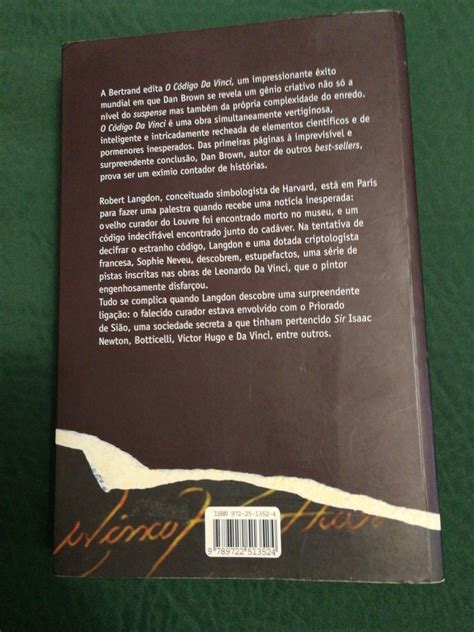 A Bertrand edita O Código Da Vinci, um impressionante êxito
mundial em que Dan Brown se revela um génio criativo não só a
nível do suspense mas também da própria complexidade do enredo.
O Código Da Vinci é uma obra simultaneamente vertiginosa,
inteligente e intricadamente recheada de elementos científicos e de
pormenores inesperados. Das primeiras páginas à imprevisível e
surpreendente conclusão, Dan Brown, autor de outros best-sellers,
prova ser um exímio contador de histórias.
Robert Langdon, conceituado simbologista de Harvard, está em Paris
para fazer uma palestra quando recebe uma notícia inesperada:
o velho curador do Louvre foi encontrado morto no museu, e um
código indecifrável encontrado junto do cadáver. Na tentativa de
decifrar o estranho código, Langdon e uma dotada criptologista
francesa, Sophie Neveu, descobrem, estupefactos, uma série de
pistas inscritas nas obras de Leonardo Da Vinci, que o pintor
engenhosamente disfarçou.
Tudo se complica quando Langdon descobre uma surpreendente
ligação: o falecido curador estava envolvido com o Priorado
de Sião, uma sociedade secreta a que tinham pertencido Sir Isaac
Newton, Botticelli, Victor Hugo e Da Vinci, entre outros.
ISBN 972-25-1352-4
9 789722 513524